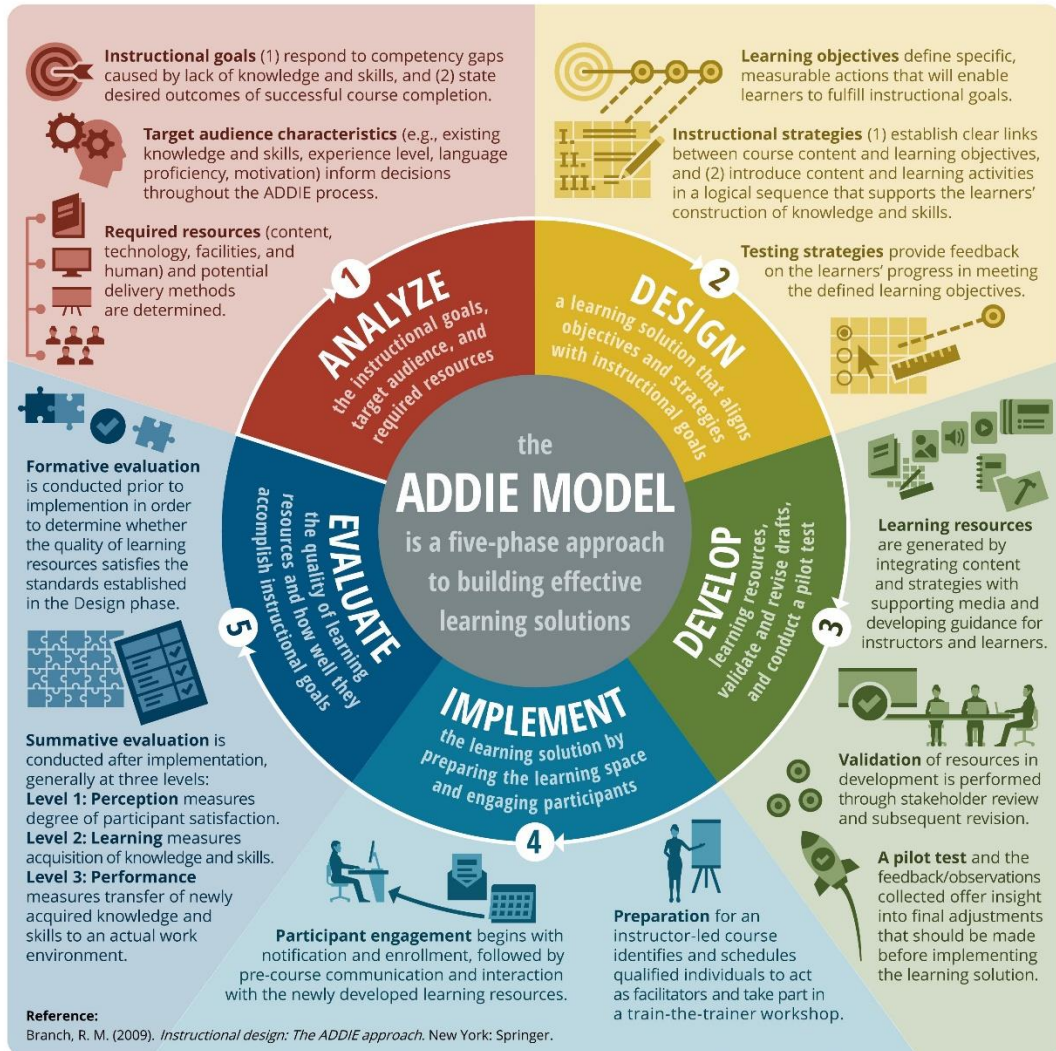 Instructional goals (1) respond to competency gaps
caused by lack of knowledge and skills, and (2) state
desired outcomes of successful course completion.
Target audience characteristics (e.g., existing
knowledge and skills, experience level, language
proficiency, motivation) inform decisions
throughout the ADDIE process.
Required resources (content,
technology, facilities, and
human) and potential
delivery methods
are determined.
Learning objectives define specific,
measurable actions that will enable
learners to fulfill instructional goals.
I.
II.
III.
Instructional strategies (1) establish clear links
between course content and learning objectives,
and (2) introduce content and learning activities
in a logical sequence that supports the learners’
construction of knowledge and skills.
Testing strategies provide feedback
on the learners’ progress in meeting
the defined learning objectives.
1
ANALYZE
the instructional goals,
target audience, and
required resources
2
DESIGN
a learning solution that aligns
objectives and strategies
with instructional goals
the
ADDIE MODEL
is a five-phase approach
to building effective
learning solutions
3
DEVELOP
learning resources,
validate and revise drafts,
and conduct a pilot test
4
IMPLEMENT
the learning solution by
preparing the learning space
and engaging participants
5
EVALUATE
the quality of learning
resources and how well they
accomplish instructional goals
Learning resources
are generated by
integrating content
and strategies with
supporting media and
developing guidance for
instructors and learners.
Validation of resources in
development is performed
through stakeholder review
and subsequent revision.
A pilot test and the
feedback/observations
collected offer insight
into final adjustments
that should be made
before implementing
the learning solution.
Preparation for an
instructor-led course
identifies and schedules
qualified individuals to act
as facilitators and take part in
a train-the-trainer workshop.
Participant engagement begins with
notification and enrollment, followed by
pre-course communication and interaction
with the newly developed learning resources.
Formative evaluation
is conducted prior to
implemention in order
to determine whether
the quality of learning
resources satisfies the
standards established
in the Design phase.
Summative evaluation is
conducted after implementation,
generally at three levels:
Level 1: Perception measures
degree of participant satisfaction.
Level 2: Learning measures
acquisition of knowledge and skills.
Level 3: Performance
measures transfer of newly
acquired knowledge and
skills to an actual work
environment.
Reference:
Branch, R. M. (2009). Instructional design: The ADDIE approach. New York: Springer.